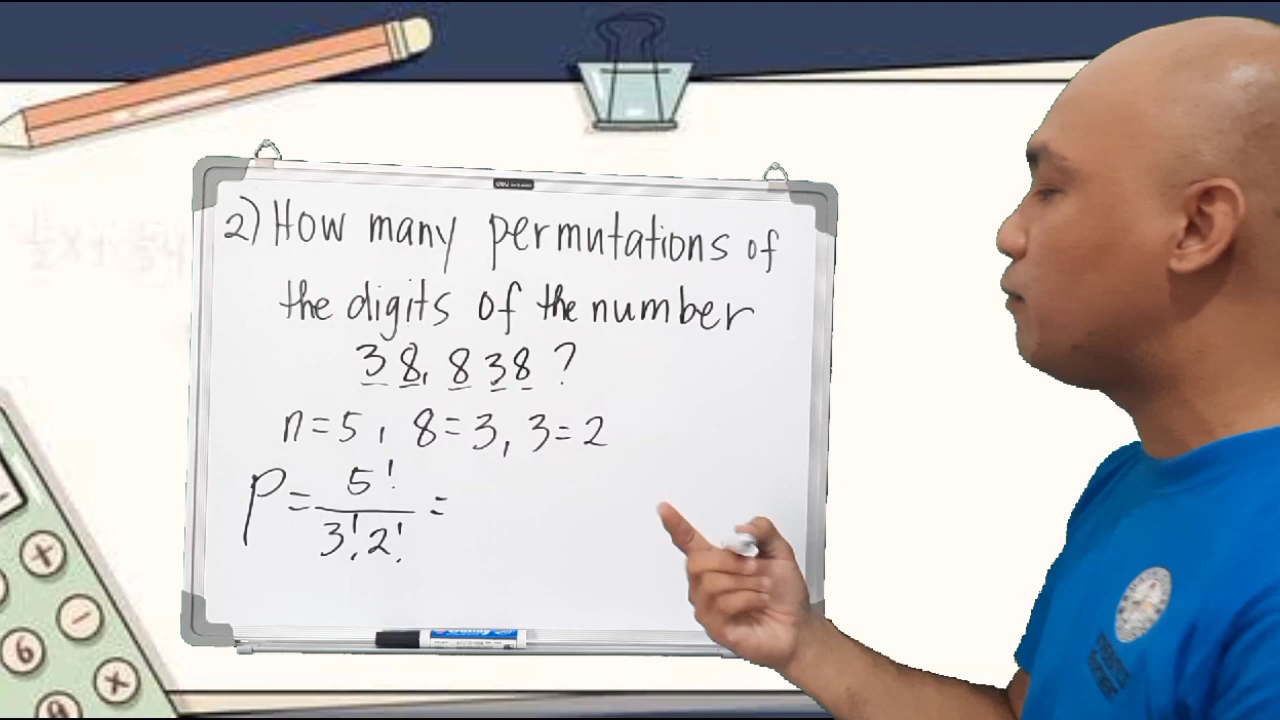 2) How many permutations of
the digits of the number
38,838?
n=5, 8=3, 3=2
P = 5! / 3!2! =
6